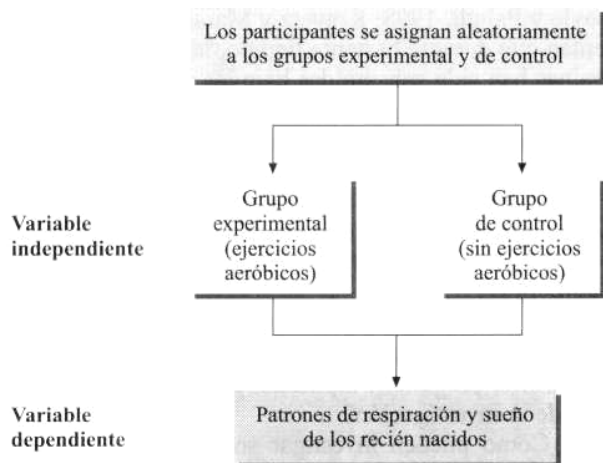 Los participantes se asignan aleatoriamente
a los grupos experimental y de control
Variable
independiente
Grupo
experimental
(ejercicios
aeróbicos)
Grupo
de control
(sin ejercicios
aeróbicos)
Variable
dependiente
Patrones de respiración y sueño
de los recién nacidos